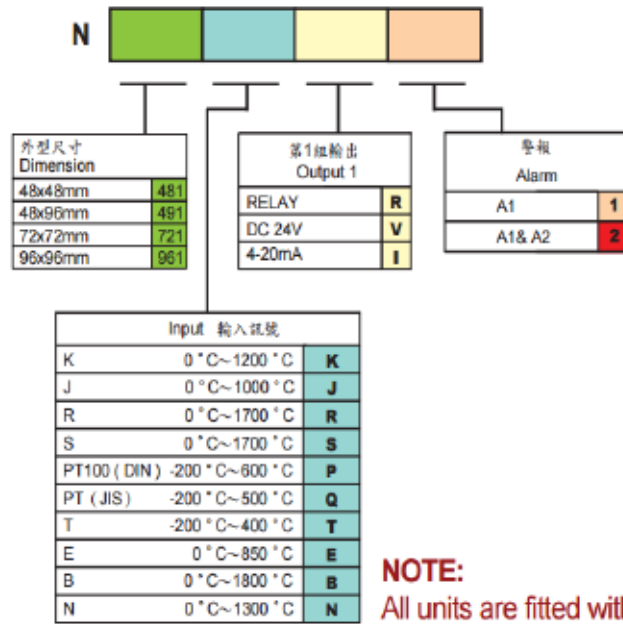 N
外型尺寸
Dimension
48x48mm 481
48x96mm 491
72x72mm 721
96x96mm 961
第1組輸出
Output 1
RELAY R
DC 24V V
4-20mA I
警報
Alarm
A1 1
A1& A2 2
Input 輸入訊號
K 0°C~1200°C K
J 0°C~1000°C J
R 0°C~1700°C R
S 0°C~1700°C S
PT100 ( DIN ) -200°C~600°C P
PT ( JIS ) -200°C~500°C Q
T -200°C~400°C T
E 0°C~850°C E
B 0°C~1800°C B
N 0°C~1300°C N
NOTE:
All units are fitted with